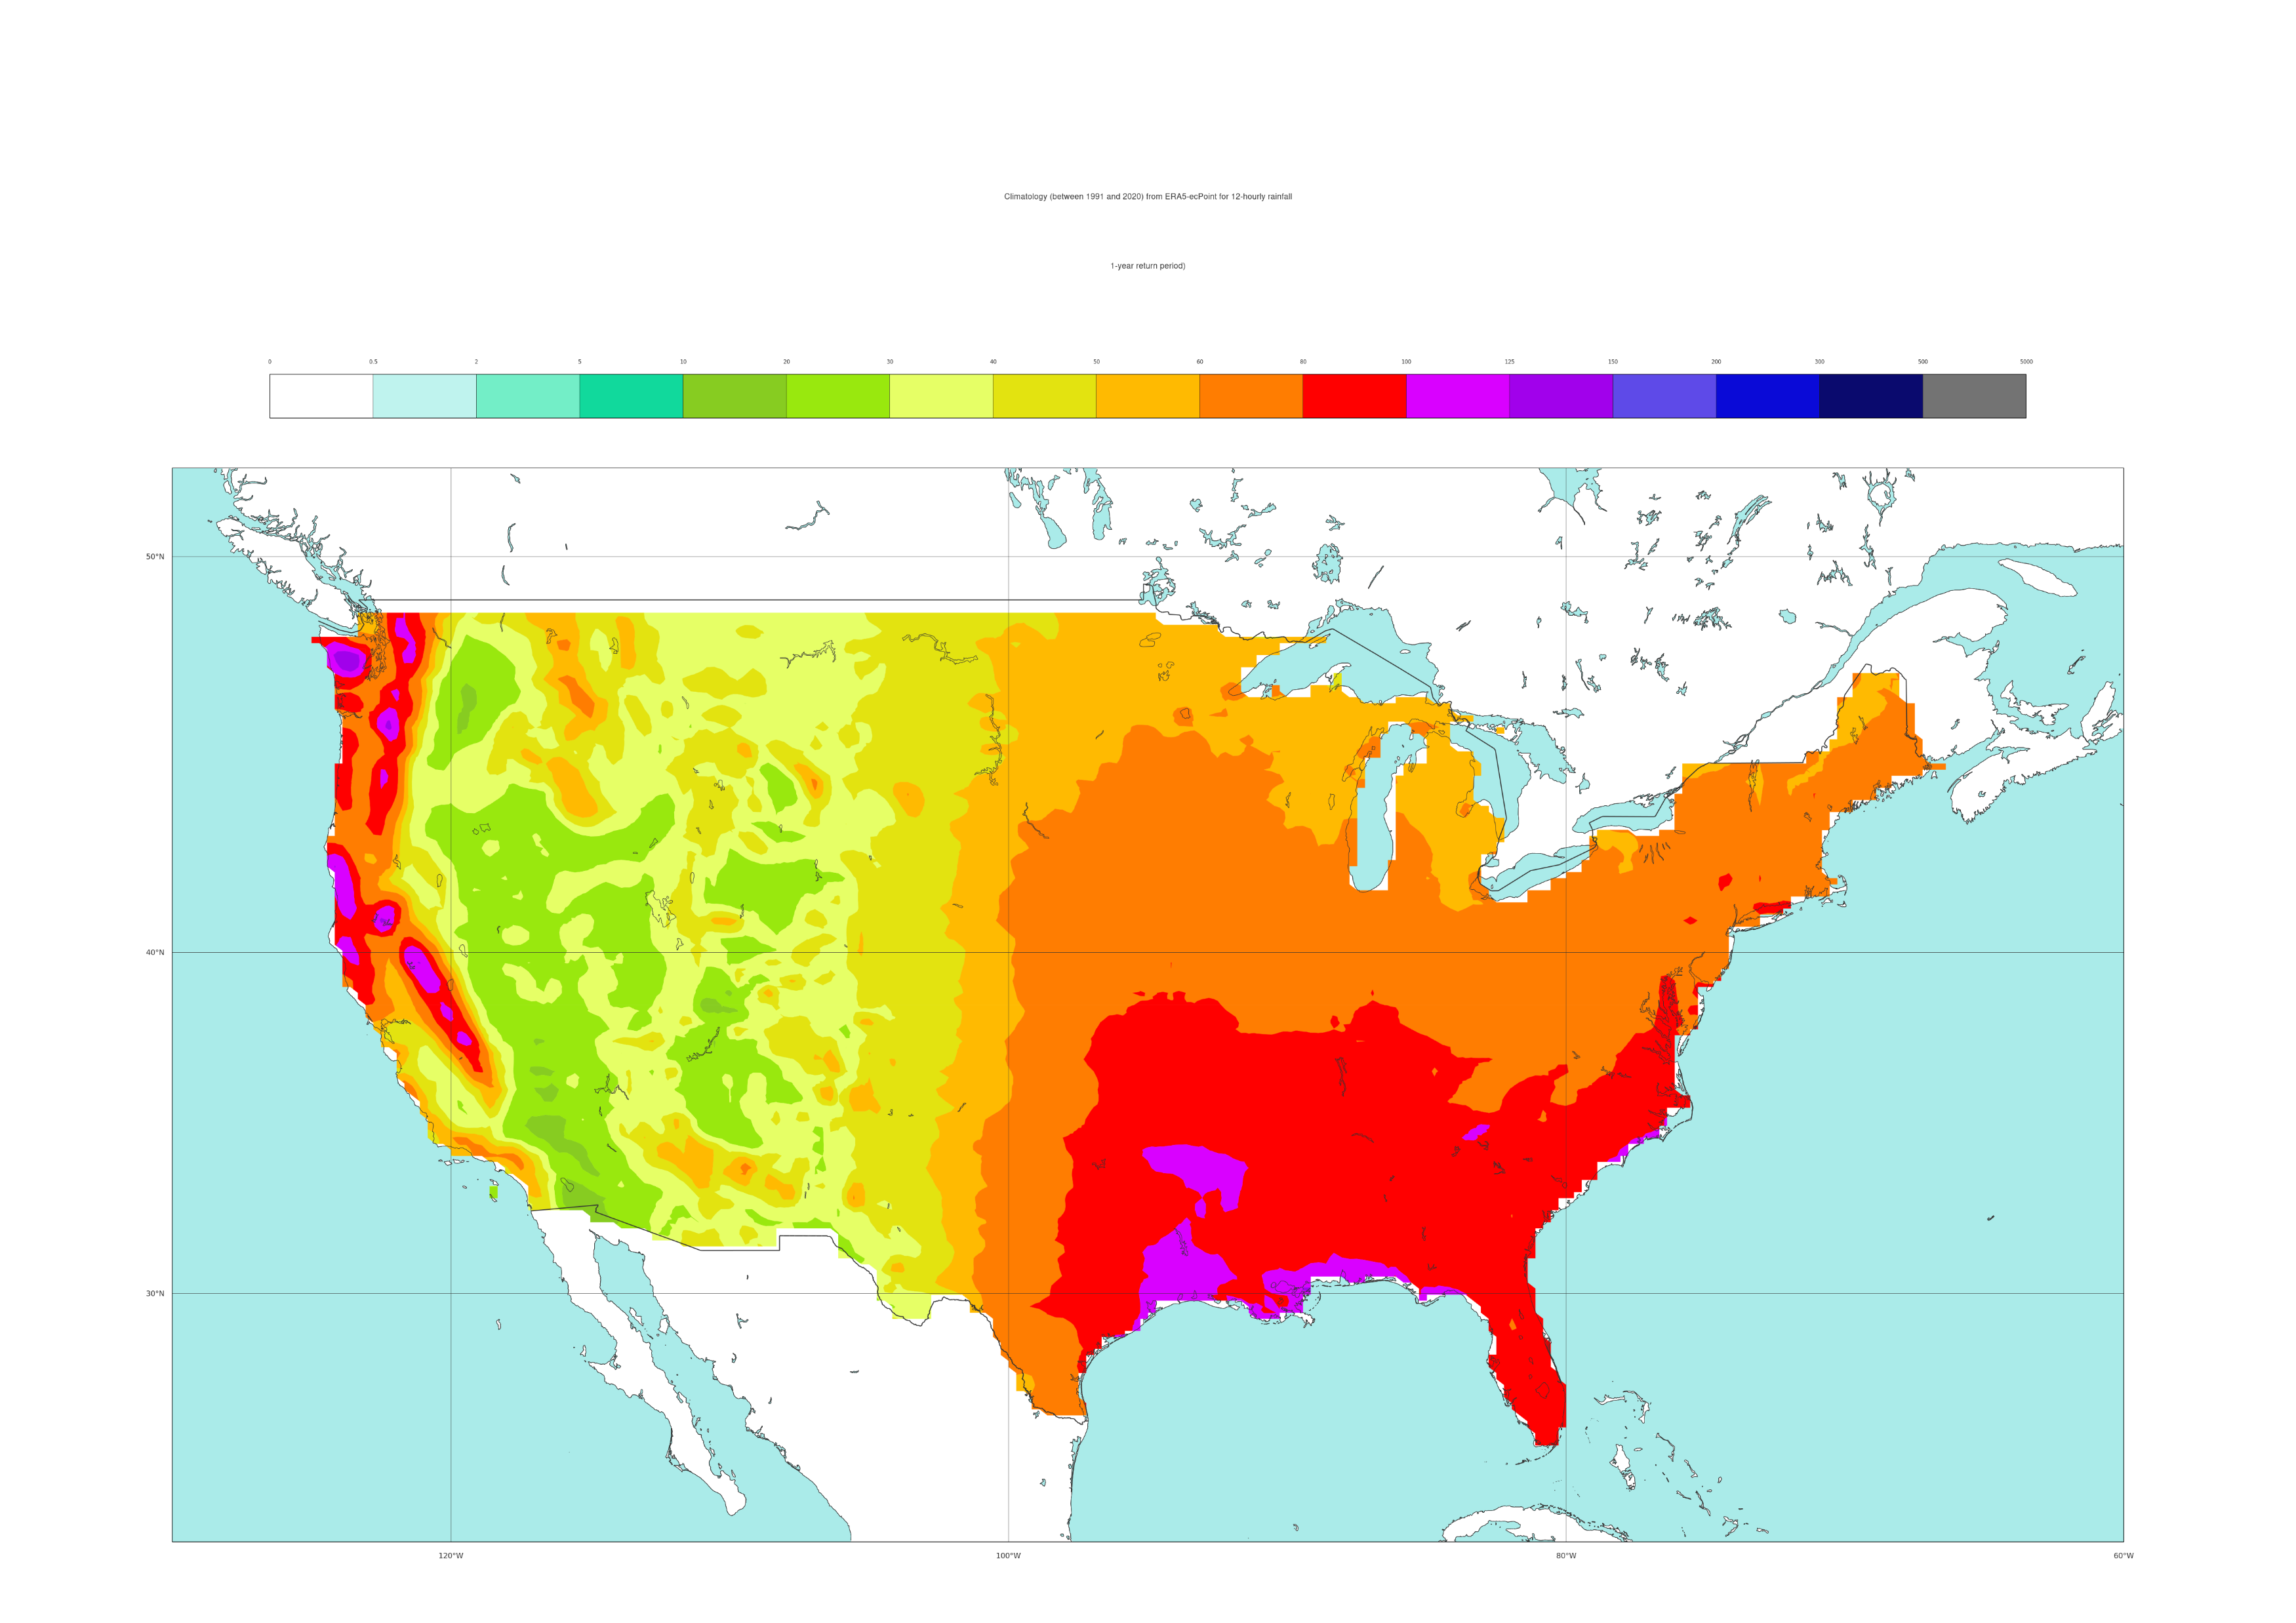 Climatology (between 1991 and 2020) from ERA5-ecPoint for 12-hourly rainfall
1-year return period)
0 0.5 2 5 10 20 30 40 50 60 80 100 125 150 200 300 500 5000
50°N
40°N
30°N
120°W 100°W 80°W 60°W